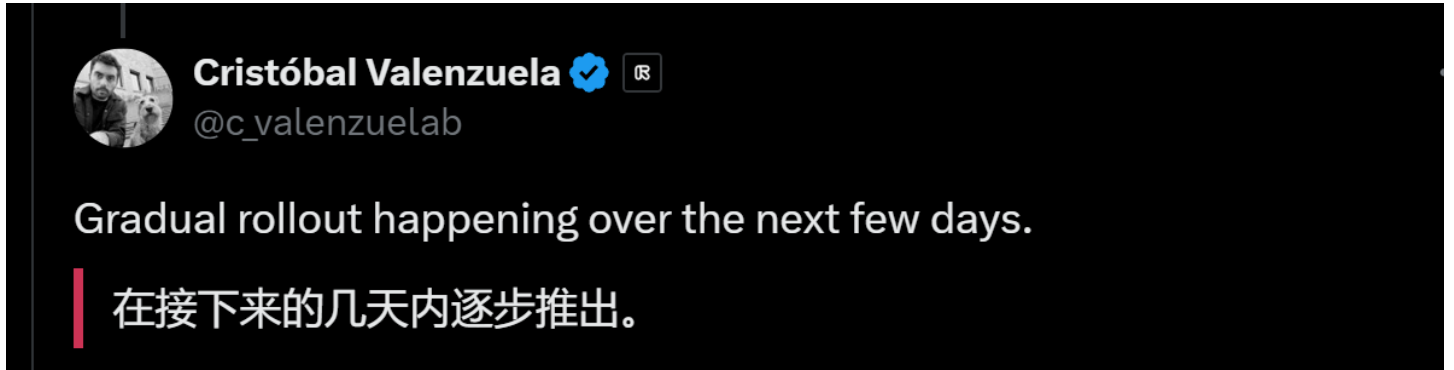 Cristóbal Valenzuela
@c_valenzuelab
Gradual rollout happening over the next few days.
在接下来的几天内逐步推出。